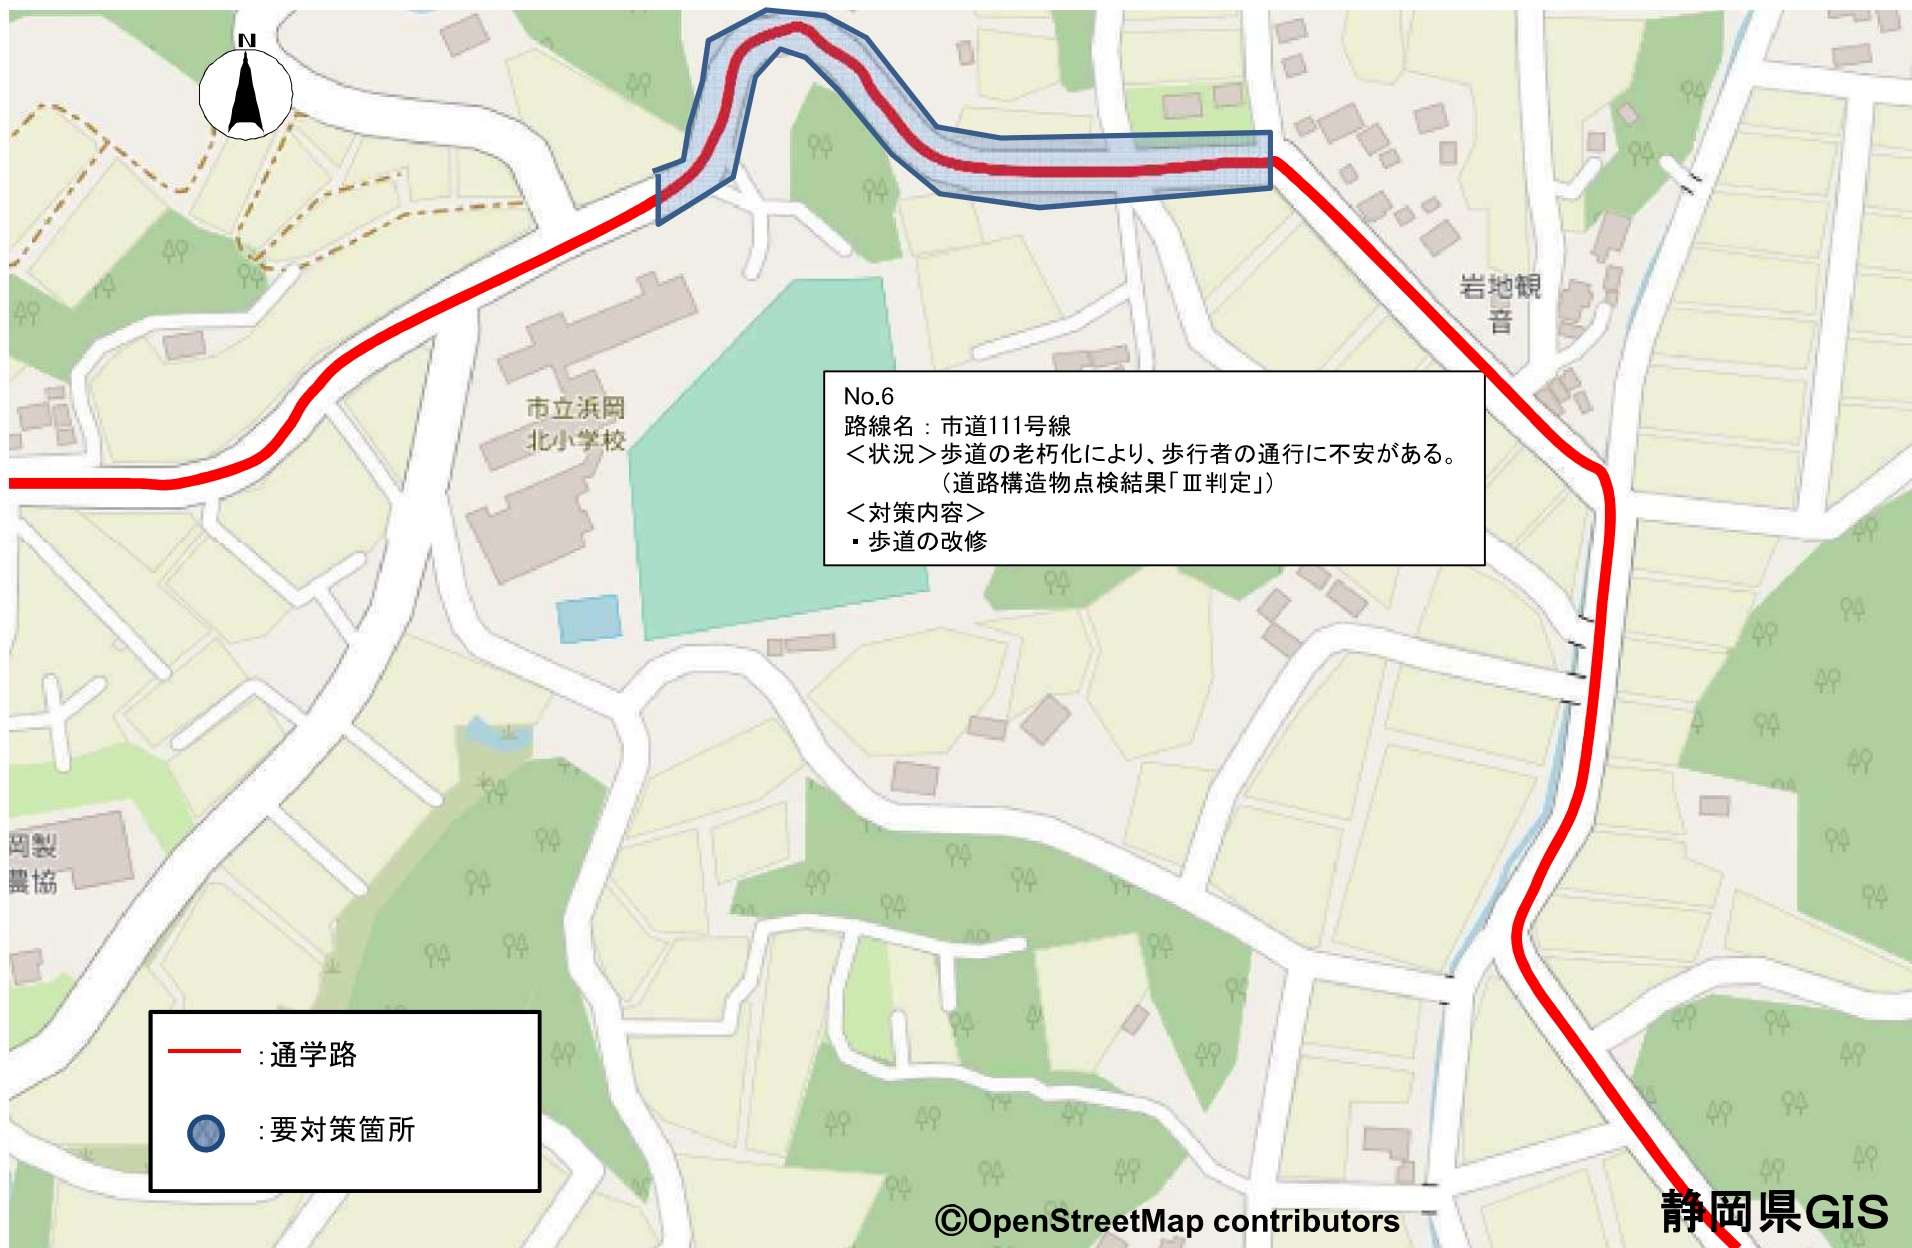 N
岩地観
音
市立浜岡
北小学校
No.6
路線名：市道111号線
＜状況＞歩道の老朽化により、歩行者の通行に不安がある。
（道路構造物点検結果「Ⅲ判定」）
＜対策内容＞
・歩道の改修
岡製
農協
：通学路
：要対策箇所
©OpenStreetMap contributors
静岡県GIS